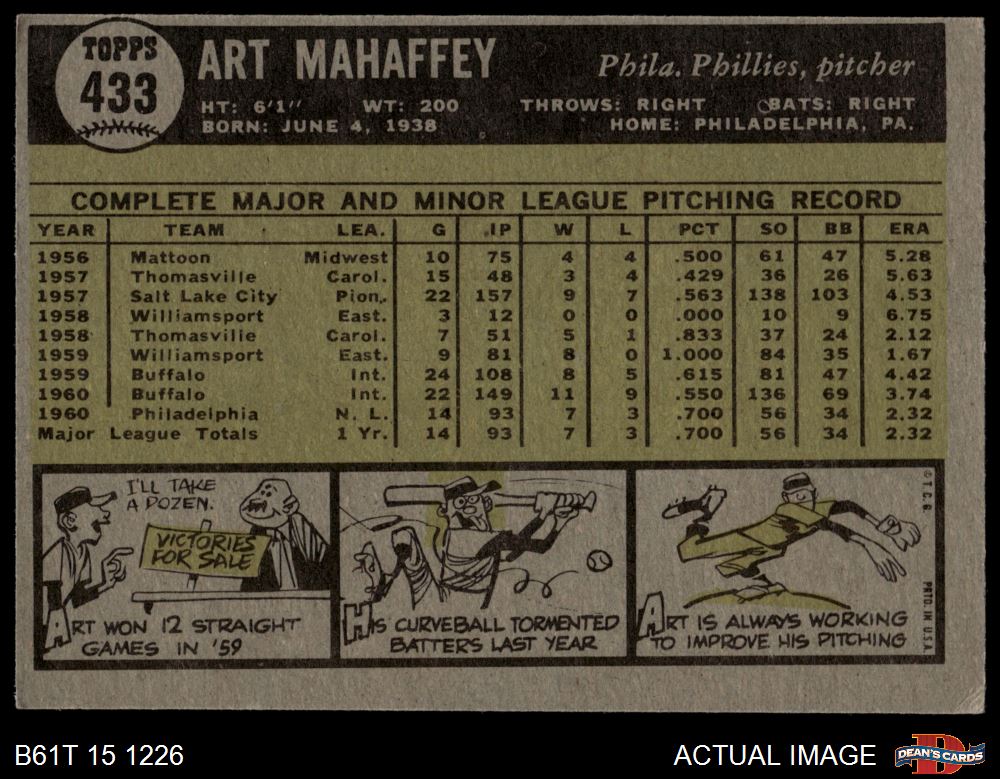 TOPPS
433
ART MAHAFFEY
Phila. Phillies, pitcher
HT: 6'1" WT: 200 THROWS: RIGHT BATS: RIGHT
BORN: JUNE 4, 1938 HOME: PHILADELPHIA, PA.
COMPLETE MAJOR AND MINOR LEAGUE PITCHING RECORD
YEAR TEAM LEA. G IP W L PCT SO BB ERA
1956 Mattoon Midwest 10 75 4 4 .500 61 47 5.28
1957 Thomasville Carol. 15 48 3 4 .429 36 26 5.63
1957 Salt Lake City Pion. 22 157 9 7 .563 138 103 4.53
1958 Williamsport East. 3 12 0 0 .000 10 9 6.75
1958 Thomasville Carol. 7 51 5 1 .833 37 24 2.12
1959 Williamsport East. 9 81 8 0 1.000 84 35 1.67
1959 Buffalo Int. 24 108 8 5 .615 81 47 4.42
1960 Buffalo Int. 22 149 11 9 .550 136 69 3.74
1960 Philadelphia N. L. 14 93 7 3 .700 56 34 2.32
Major League Totals 1 Yr. 14 93 7 3 .700 56 34 2.32
I'LL TAKE
A DOZEN.
VICTORIES
FOR SALE
ART WON 12 STRAIGHT
GAMES IN '59
HIS CURVEBALL TORMENTED
BATTERS LAST YEAR
ART IS ALWAYS WORKING
TO IMPROVE HIS PITCHING
© T. C. G.
PRTD. IN U.S.A.
B61T 15 1226
ACTUAL IMAGE
DEAN'S CARDS